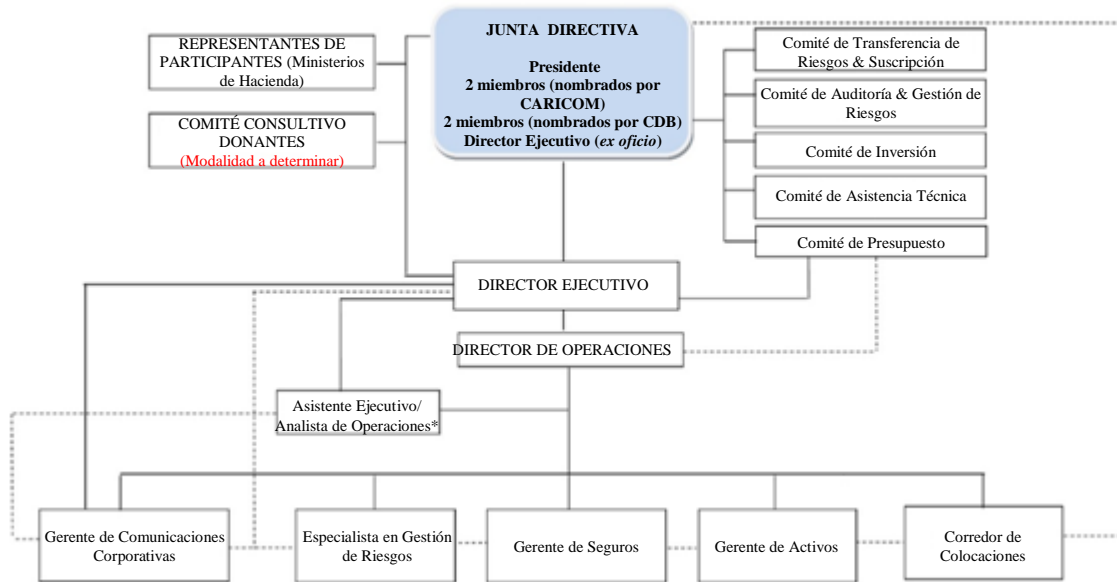 JUNTA DIRECTIVA
Presidente
2 miembros (nombrados por
CARICOM)
2 miembros (nombrados por CDB)
Director Ejecutivo (ex oficio)
REPRESENTANTES DE
PARTICIPANTES (Ministerios
de Hacienda)
COMITÉ CONSULTIVO
DONANTES
(Modalidad a determinar)
Comité de Transferencia de
Riesgos & Suscripción
Comité de Auditoría & Gestión de
Riesgos
Comité de Inversión
Comité de Asistencia Técnica
Comité de Presupuesto
DIRECTOR EJECUTIVO
DIRECTOR DE OPERACIONES
Asistente Ejecutivo/
Analista de Operaciones*
Gerente de Comunicaciones
Corporativas
Especialista en Gestión
de Riesgos
Gerente de Seguros
Gerente de Activos
Corredor de
Colocaciones